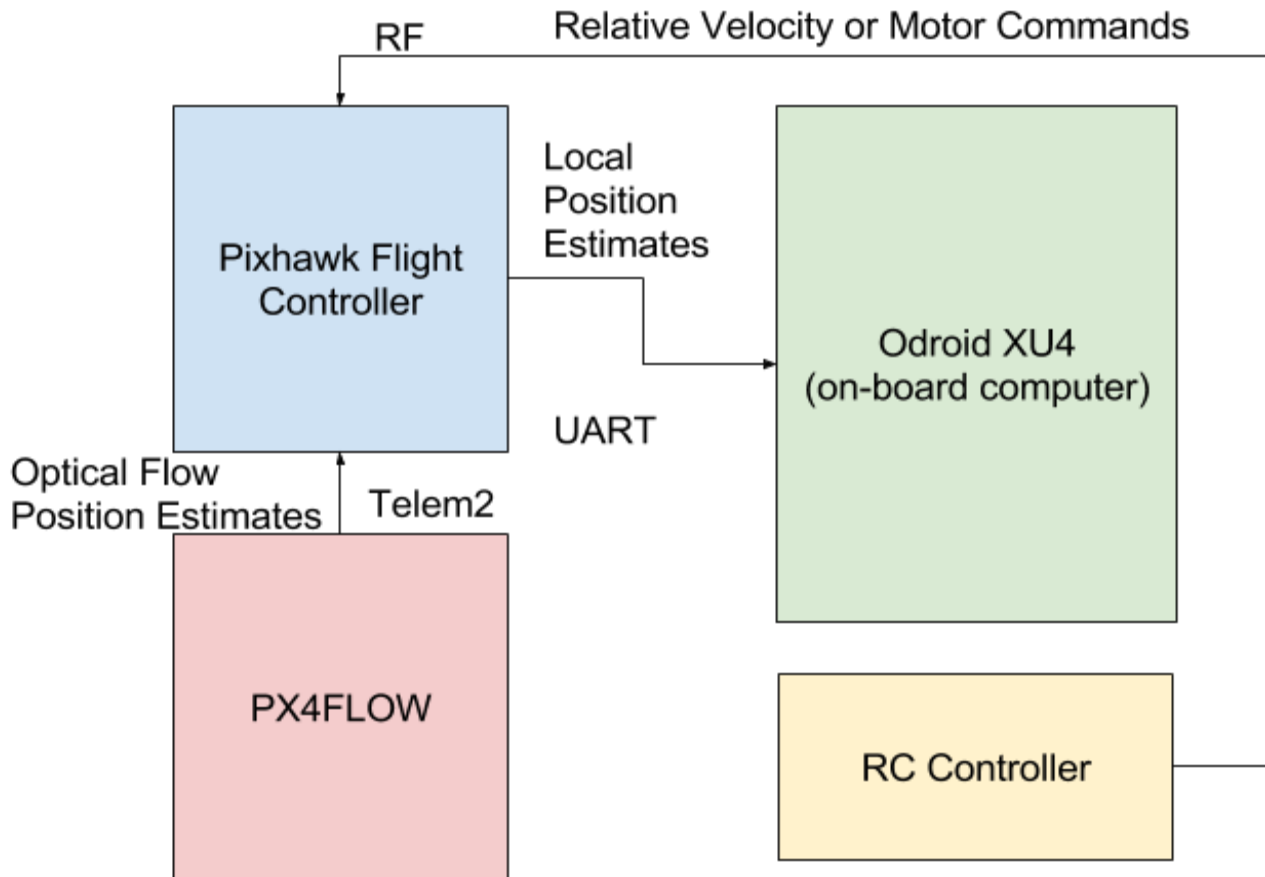 RF
Relative Velocity or Motor Commands
Pixhawk Flight
Controller
Local
Position
Estimates
Odroid XU4
(on-board computer)
UART
Optical Flow
Position Estimates
Telem2
PX4FLOW
RC Controller